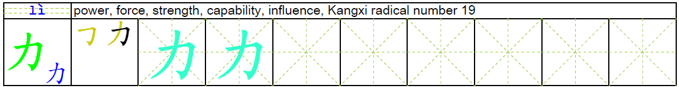 lì power, force, strength, capability, influence, Kangxi radical number 19
力 力 ㇆ 力 力 力